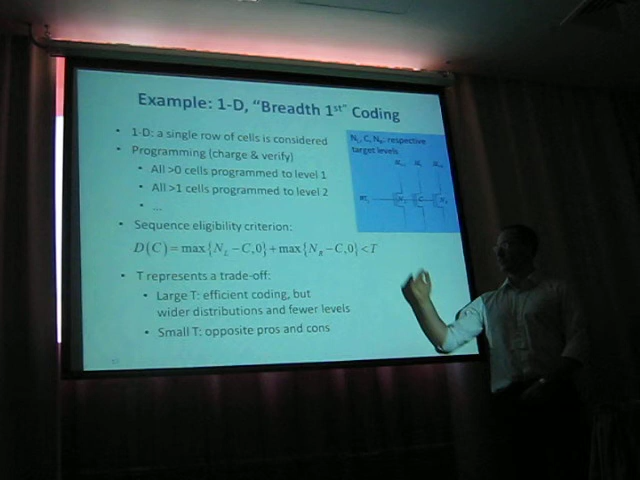 Example: 1-D, "Breadth 1st" Coding
• 1-D: a single row of cells is considered
• Programming (charge & verify)
• All >0 cells programmed to level 1
• All >1 cells programmed to level 2
• ...
• Sequence eligibility criterion:
D(C) = max{N_L − C,0} + max{N_R − C,0} < T
• T represents a trade-off:
• Large T: efficient coding, but
wider distributions and fewer levels
• Small T: opposite pros and cons
N_L, C, N_R: respective
target levels